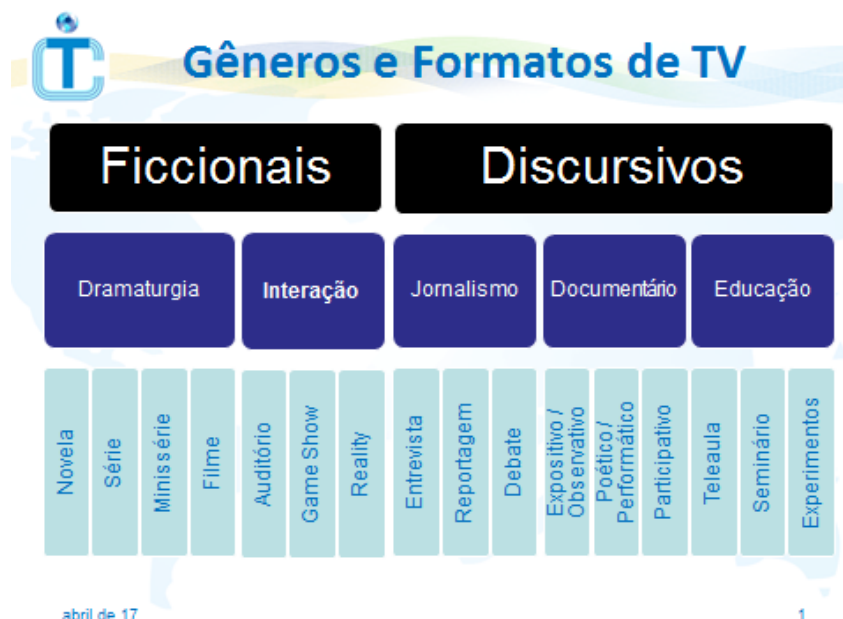 TC
Gêneros e Formatos de TV
Ficcionais
Discursivos
Dramaturgia
Interação
Jornalismo
Documentário
Educação
Novela
Série
Minissérie
Filme
Auditório
Game Show
Reality
Entrevista
Reportagem
Debate
Expositivo /
Observativo
Poético /
Performático
Participativo
Teleaula
Seminário
Experimentos
abril de 17
1